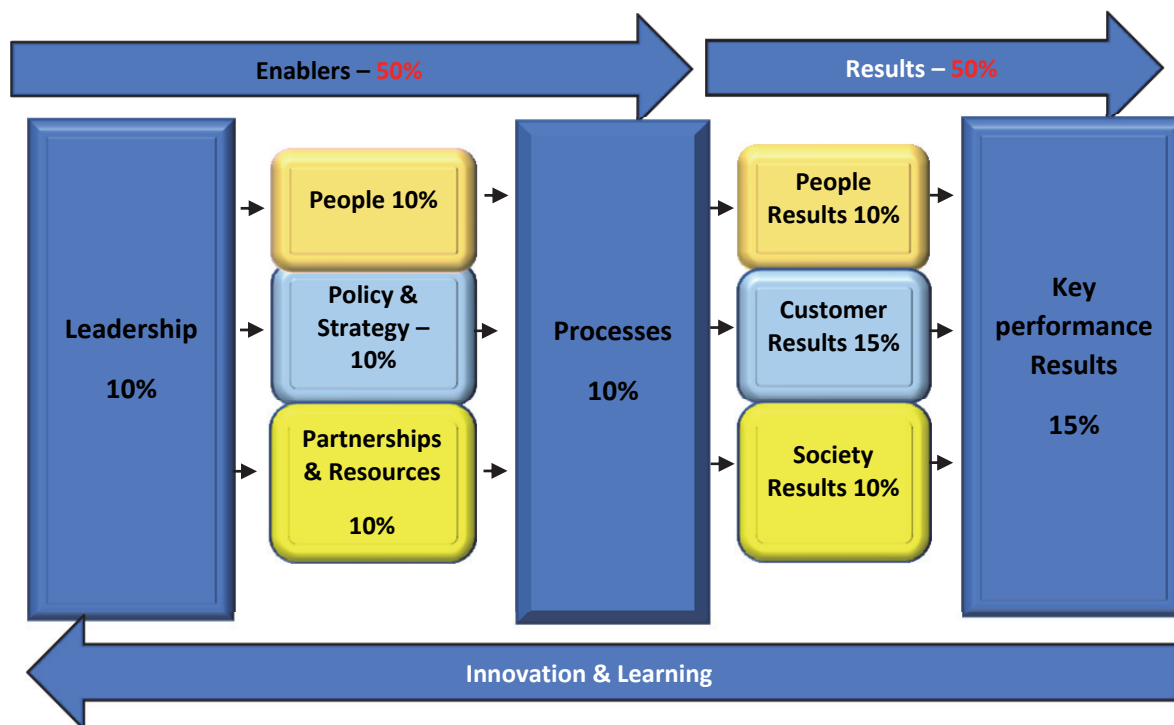 Enablers – 50%
Results – 50%
Leadership
10%
People 10%
Policy &
Strategy –
10%
Partnerships
& Resources
10%
Processes
10%
People
Results 10%
Customer
Results 15%
Society
Results 10%
Key
performance
Results
15%
Innovation & Learning